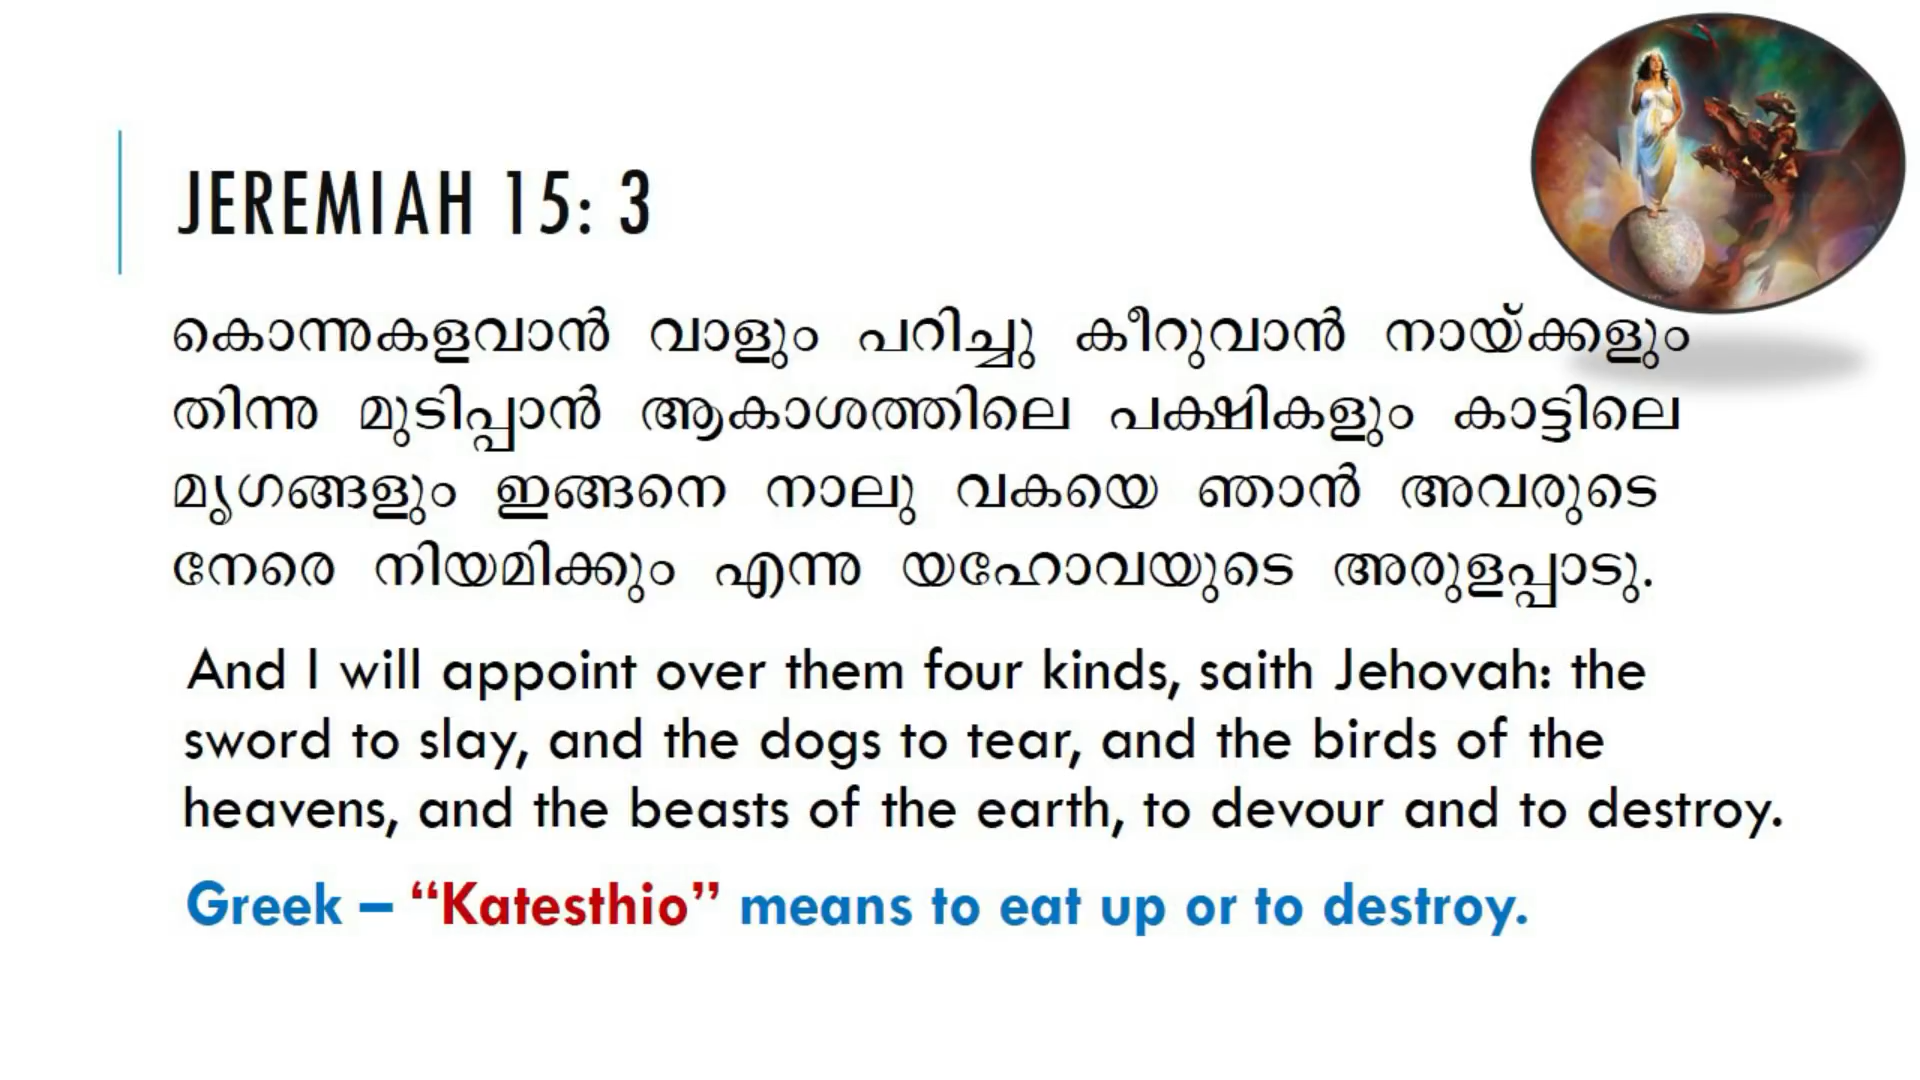 JEREMIAH 15: 3
കൊന്നുകളവാൻ വാളും പറിച്ചു കീറുവാൻ നായ്ക്കളും
തിന്നു മുടിപ്പാൻ ആകാശത്തിലെ പക്ഷികളും കാട്ടിലെ
മൃഗങ്ങളും ഇങ്ങനെ നാലു വകയെ ഞാൻ അവരുടെ
നേരെ നിയമിക്കും എന്നു യഹോവയുടെ അരുളപ്പാടു.
And I will appoint over them four kinds, saith Jehovah: the
sword to slay, and the dogs to tear, and the birds of the
heavens, and the beasts of the earth, to devour and to destroy.
Greek – “Katesthio” means to eat up or to destroy.